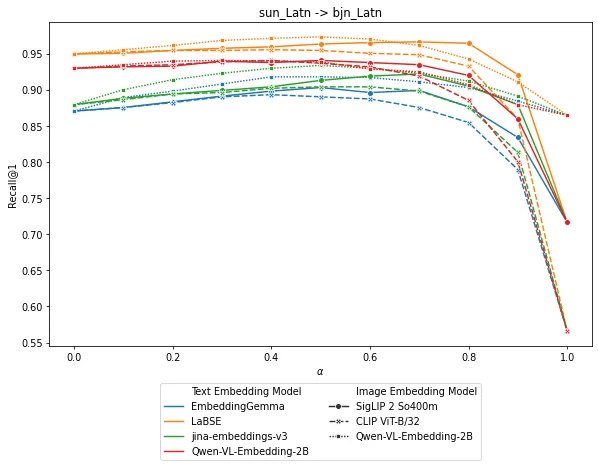 sun_Latn -> bjn_Latn
Recall@1
0.95
0.90
0.85
0.80
0.75
0.70
0.65
0.60
0.55
0.0
0.2
0.4
0.6
0.8
1.0
α
Text Embedding Model
EmbeddingGemma
LaBSE
jina-embeddings-v3
Qwen-VL-Embedding-2B
Image Embedding Model
SigLIP 2 So400m
CLIP ViT-B/32
Qwen-VL-Embedding-2B